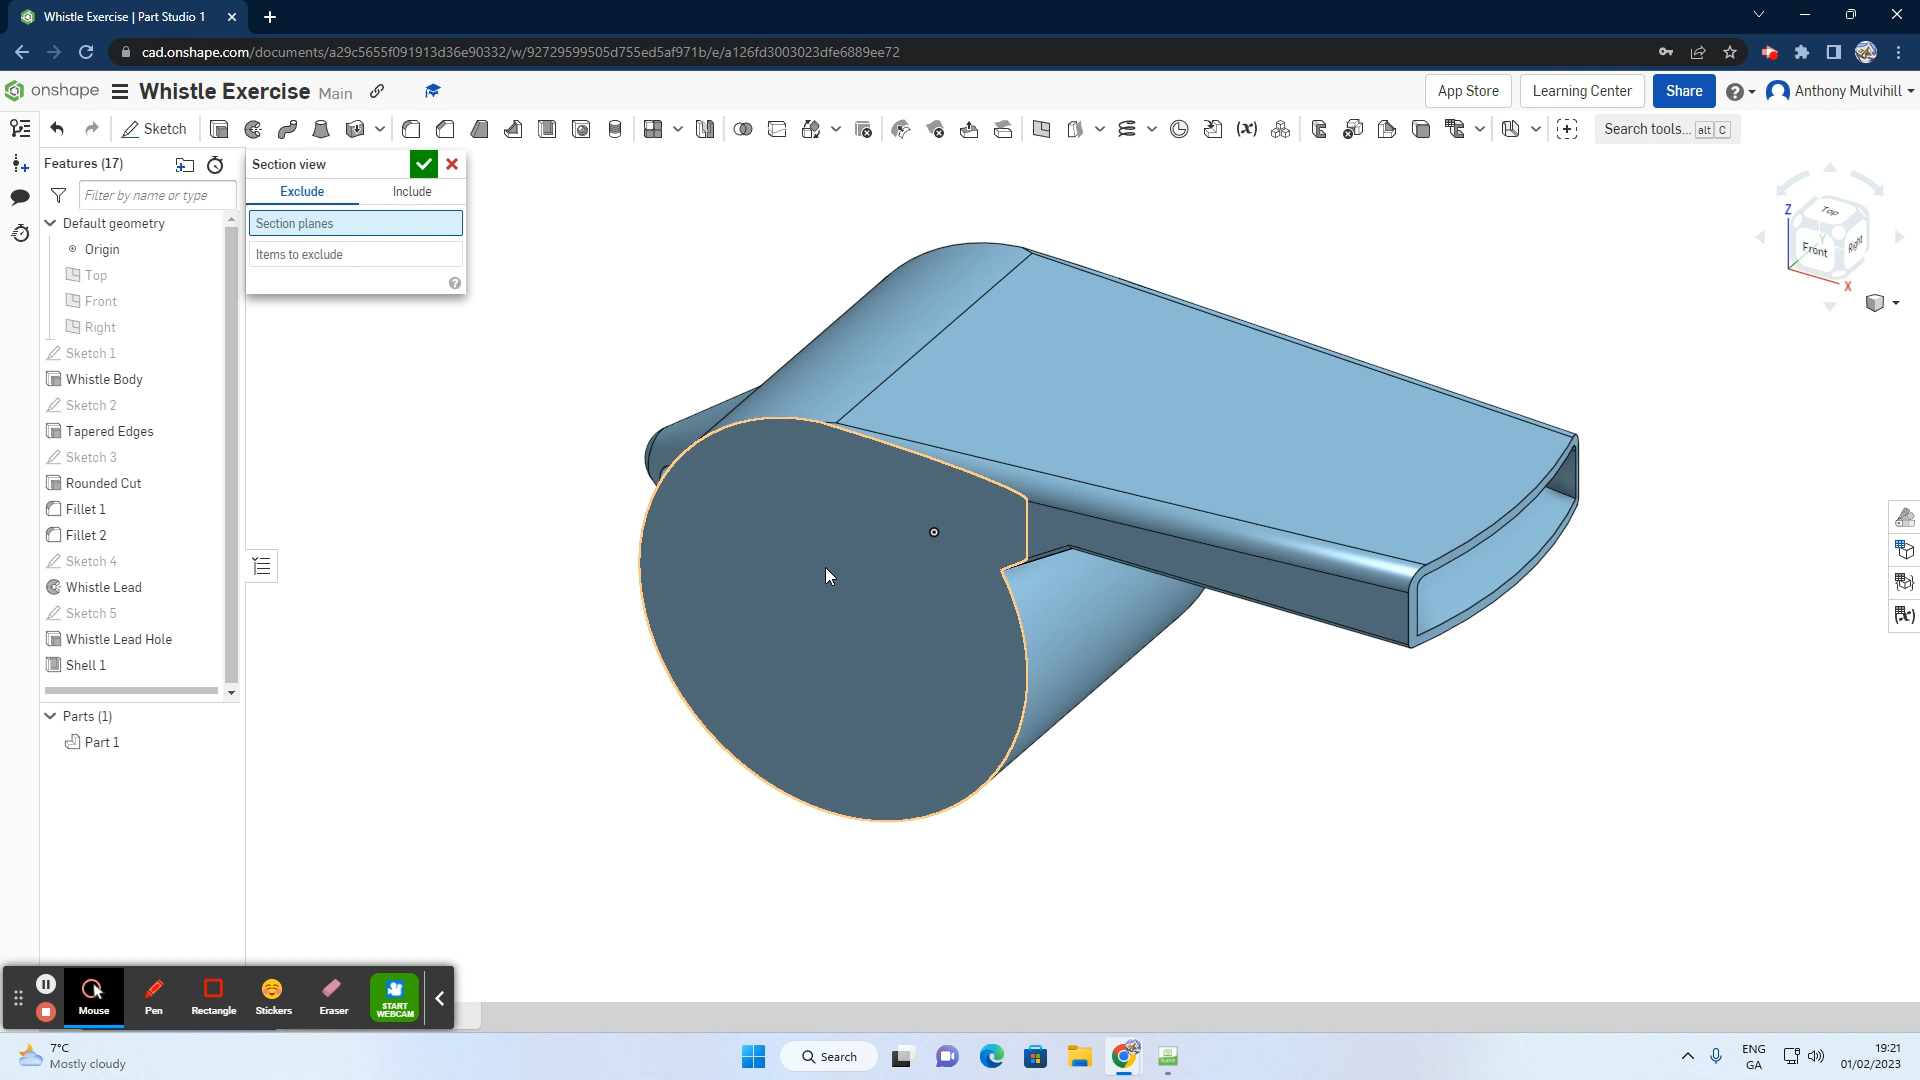 Whistle Exercise | Part Studio 1
cad.onshape.com/documents/a29c5655f091913d36e90332/w/92729599505d755ed5af971b/e/a126fd3003023dfe6889ee72
onshape
Whistle Exercise Main
App Store
Learning Center
Share
Anthony Mulvihill
Sketch
Search tools... alt C
Features (17)
Filter by name or type
Default geometry
Origin
Top
Front
Right
Sketch 1
Whistle Body
Sketch 2
Tapered Edges
Sketch 3
Rounded Cut
Fillet 1
Fillet 2
Sketch 4
Whistle Lead
Sketch 5
Whistle Lead Hole
Shell 1
Parts (1)
Part 1
Section view
Exclude
Include
Section planes
Items to exclude
Z
Top
Y
Front
Right
X
Mouse
Pen
Rectangle
Stickers
Eraser
START
WEBCAM
7°C
Mostly cloudy
Search
ENG
GA
19:21
01/02/2023